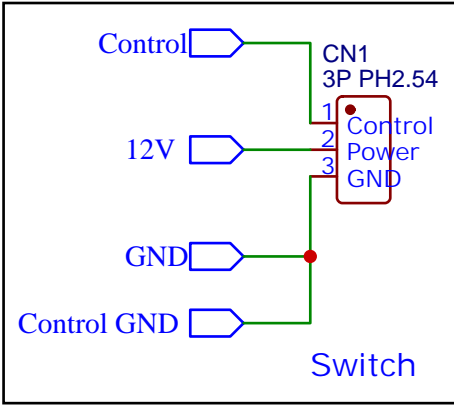 Control
CN1
3P PH2.54
1 Control
12V
2 Power
3 GND
GND
Control GND
Switch